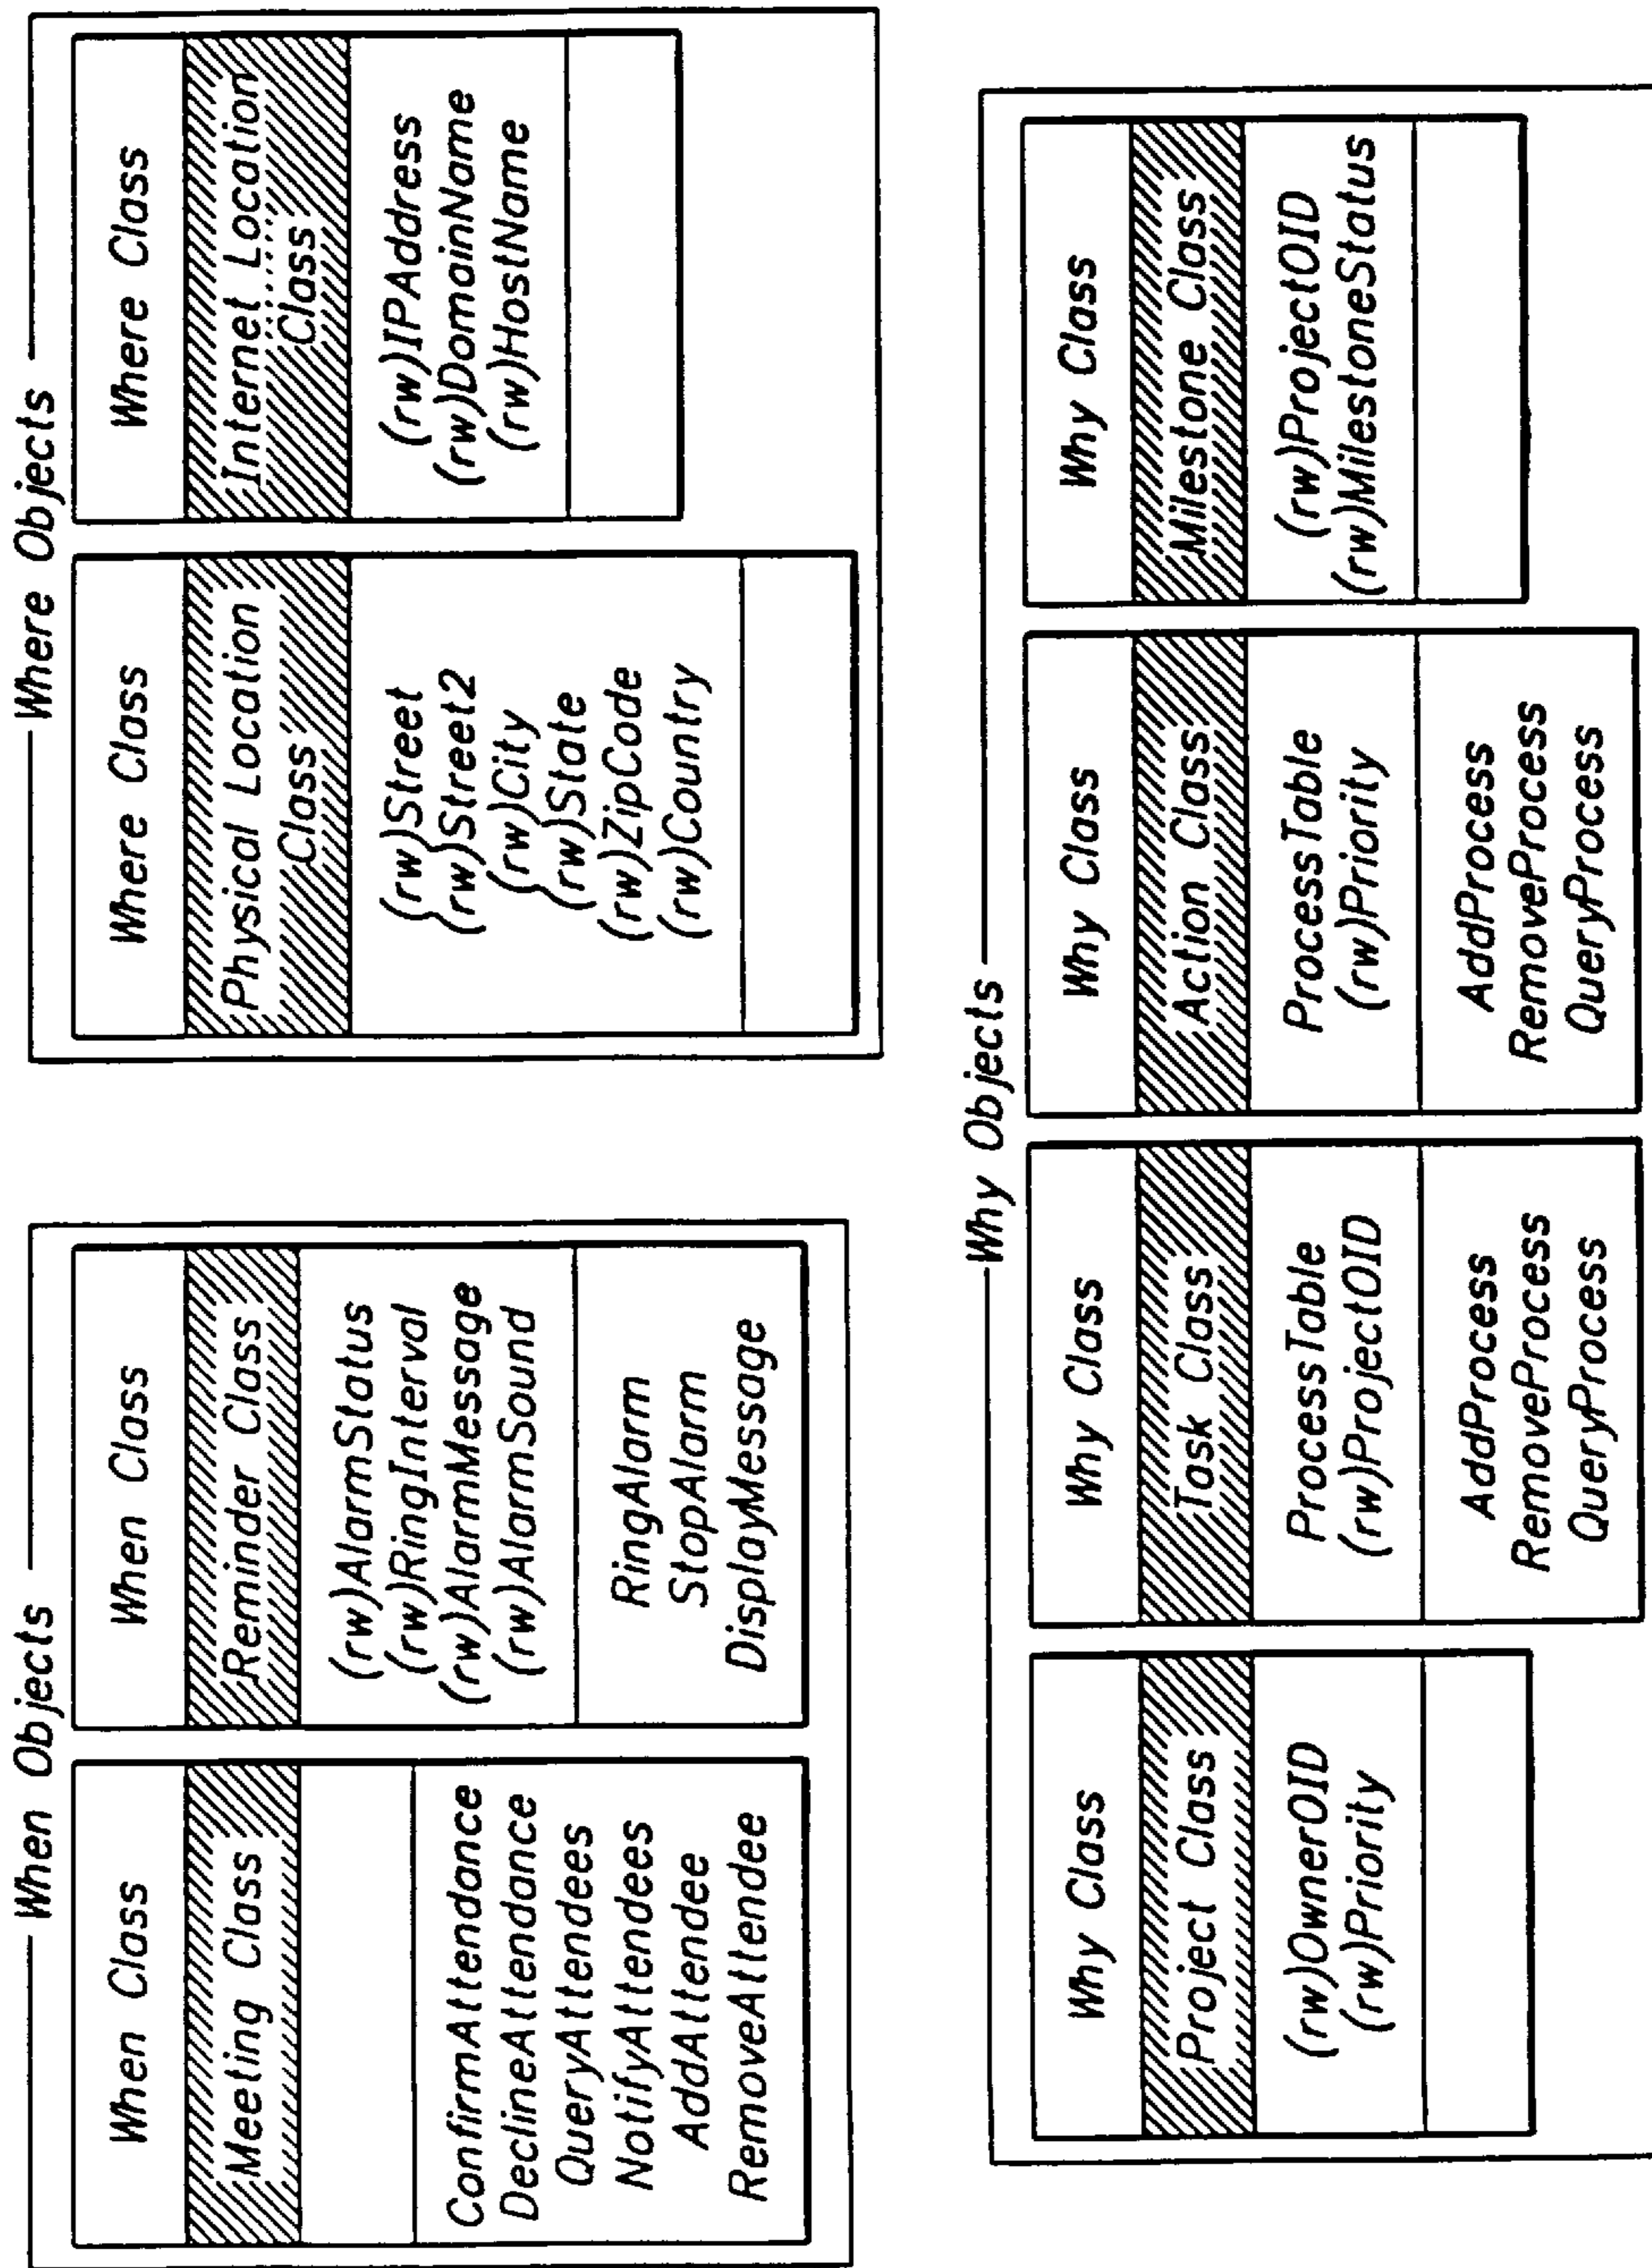 When Objects
When Class
Meeting Class
ConfirmAttendance
DeclineAttendance
QueryAttendees
NotifyAttendees
AddAttendee
RemoveAttendee
When Class
Reminder Class
(rw)AlarmStatus
(rw)RingInterval
(rw)AlarmMessage
(rw)AlarmSound
RingAlarm
StopAlarm
DisplayMessage
Where Objects
Where Class
Physical Location
Class
(rw)Street
(rw)Street2
(rw)City
(rw)State
(rw)ZipCode
(rw)Country
Where Class
Internet Location
Class
(rw)IPAddress
(rw)DomainName
(rw)HostName
Why Objects
Why Class
Project Class
(rw)OwnerOID
(rw)Priority
Why Class
Task Class
ProcessTable
(rw)ProjectOID
AddProcess
RemoveProcess
QueryProcess
Why Class
Action Class
ProcessTable
(rw)Priority
AddProcess
RemoveProcess
QueryProcess
Why Class
Milestone Class
(rw)ProjectOID
(rw)MilestoneStatus